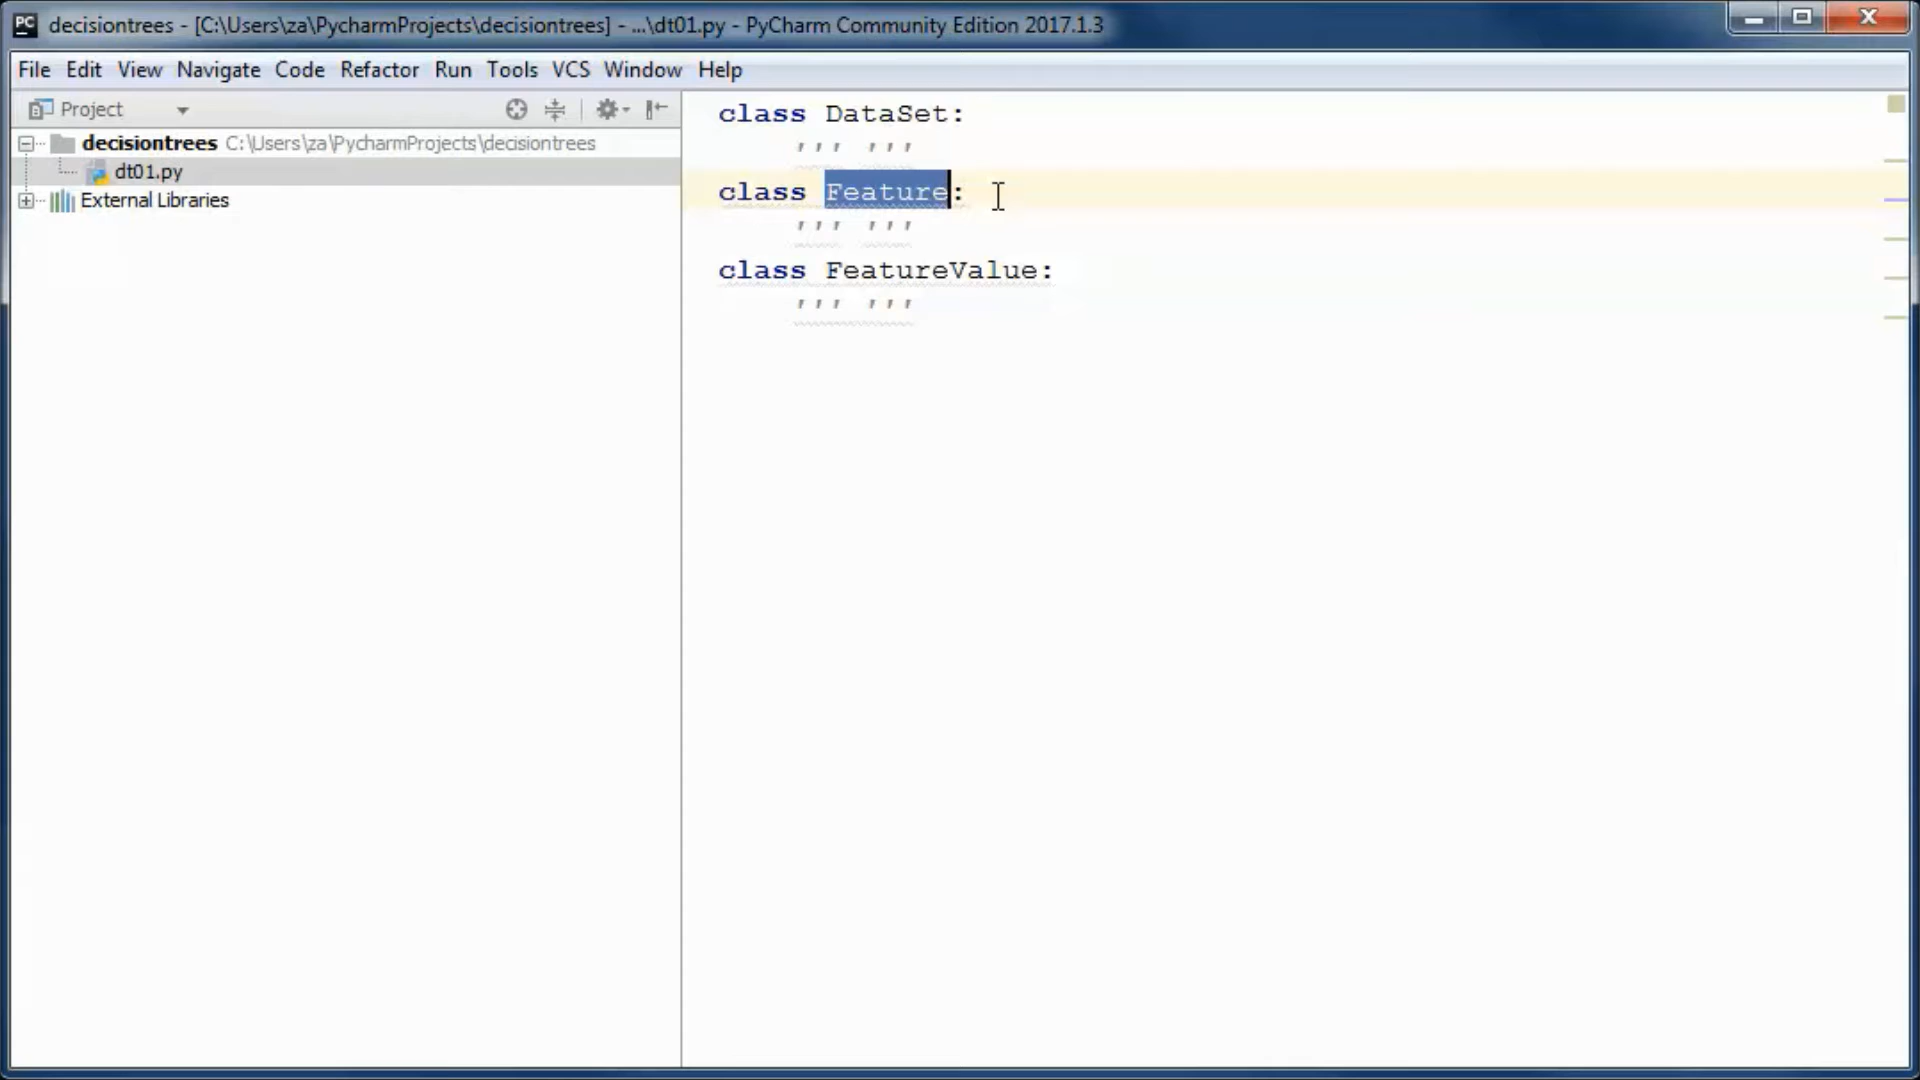 decisiontrees - [C:\Users\za\PycharmProjects\decisiontrees] - ...\dt01.py - PyCharm Community Edition 2017.1.3
File Edit View Navigate Code Refactor Run Tools VCS Window Help
Project
decisiontrees C:\Users\za\PycharmProjects\decisiontrees
dt01.py
External Libraries
class DataSet:
''' '''
class Feature:
''' '''
class FeatureValue:
''' '''